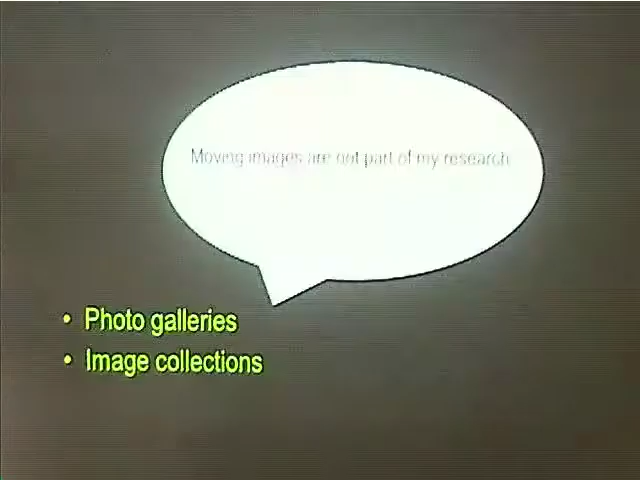 Moving images are not part of my research
• Photo galleries
• Image collections